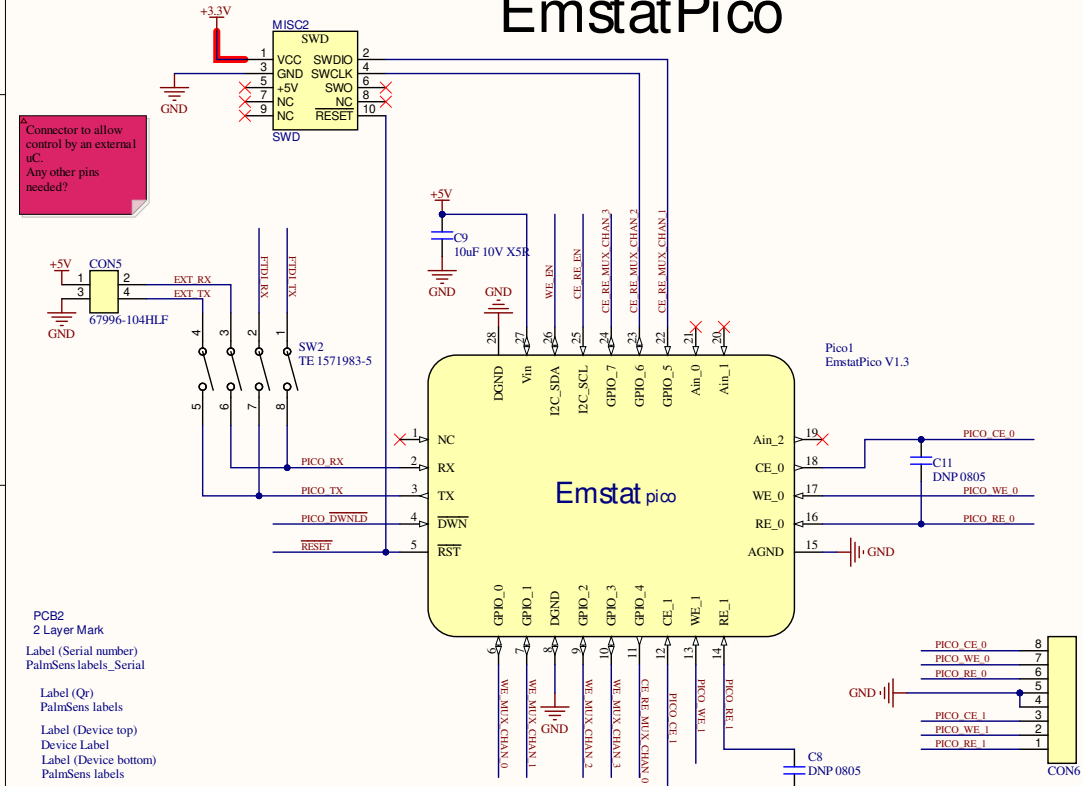 EmstatPico
+3.3V
MISC2
SWD
1 VCC SWDIO 2
3 GND SWCLK 4
5 +5V SWO 6
7 NC NC 8
9 NC RESET 10
SWD
GND
Connector to allow
control by an external
uC.
Any other pins
needed?
+5V
CON5
1 2
3 4
67996-104HLF
GND
EXT_RX
EXT_TX
FTDI_RX
FTDI_TX
4 3 2 1
SW2
TE 1571983-5
5 6 7 8
+5V
C9
10uF 10V X5R
GND
GND
WE_EN
CE_RE_EN
CE_RE_MUX_CHAN_3
CE_RE_MUX_CHAN_2
CE_RE_MUX_CHAN_1
28 27 26 25 24 23 22 21 20
DGND
Vin
I2C_SDA
I2C_SCL
GPIO_7
GPIO_6
GPIO_5
Ain_0
Ain_1
Pico1
EmstatPico V1.3
1 NC
PICO_RX 2 RX
PICO_TX 3 TX
PICO_DWNLD 4 DWN
RESET 5 RST
Emstat pico
Ain_2 19
CE_0 18
WE_0 17
RE_0 16
AGND 15
GND
PICO_CE_0
C11
DNP 0805
PICO_WE_0
PICO_RE_0
GPIO_0
GPIO_1
DGND
GPIO_2
GPIO_3
GPIO_4
CE_1
WE_1
RE_1
6 7 8 9 10 11 12 13 14
WE_MUX_CHAN_0
WE_MUX_CHAN_1
GND
WE_MUX_CHAN_2
WE_MUX_CHAN_3
CE_RE_MUX_CHAN_0
PICO_CE_1
PICO_WE_1
PICO_RE_1
C8
DNP 0805
PCB2
2 Layer Mark
Label (Serial number)
PalmSens labels_Serial
Label (Qr)
PalmSens labels
Label (Device top)
Device Label
Label (Device bottom)
PalmSens labels
PICO_CE_0 8
PICO_WE_0 7
PICO_RE_0 6
GND 5
4
PICO_CE_1 3
PICO_WE_1 2
PICO_RE_1 1
CON6